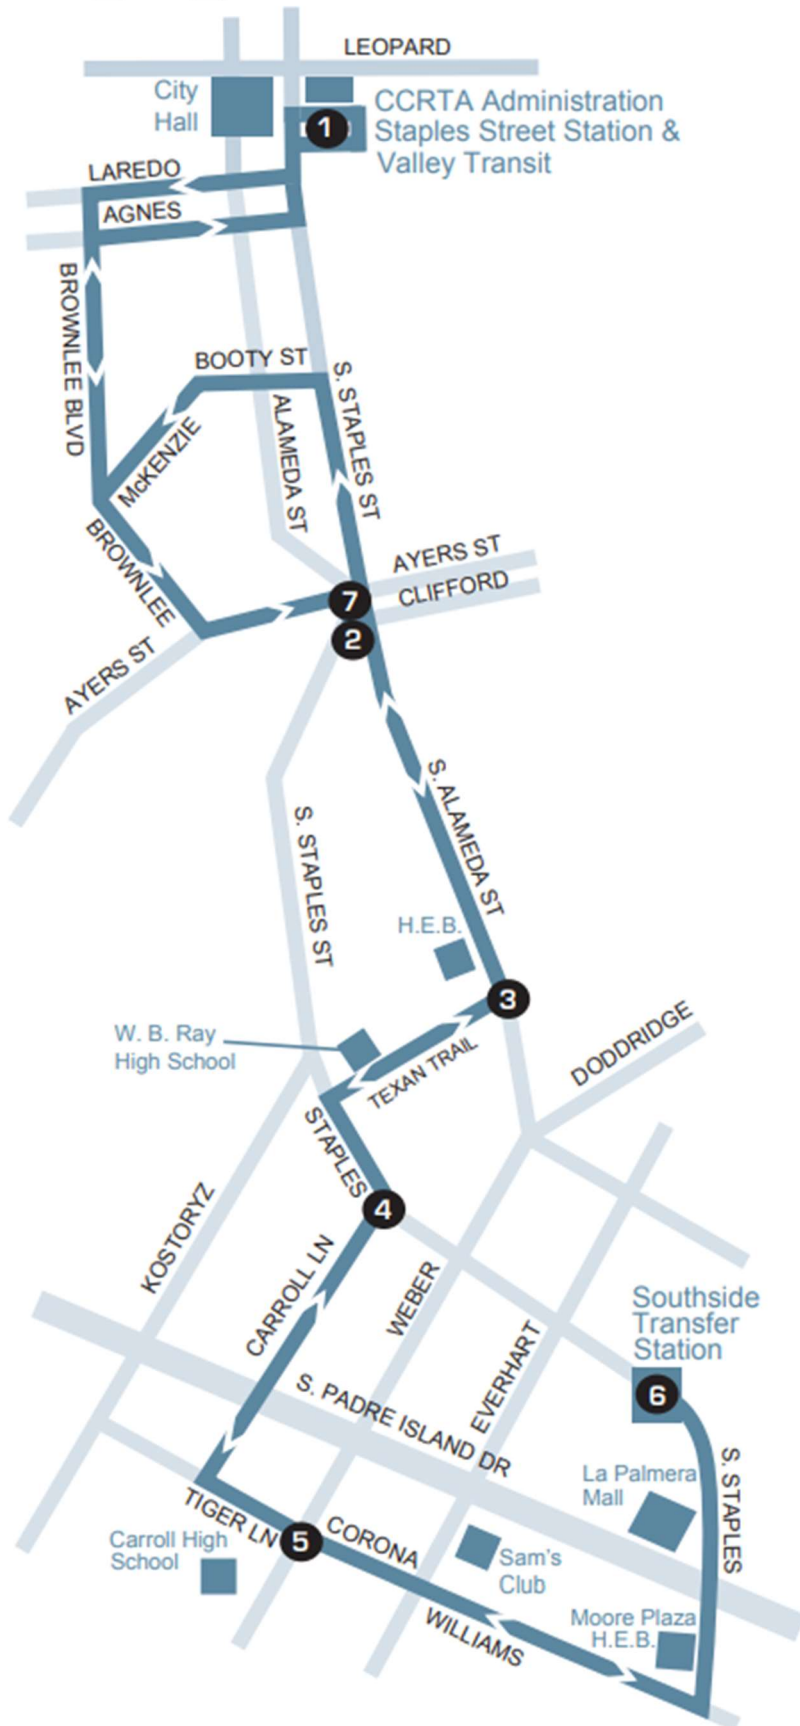 LEOPARD
City
Hall
CCRTA Administration
Staples Street Station &
Valley Transit
1
LAREDO
AGNES
BROWNLEE BLVD
BOOTY ST
S. STAPLES ST
McKENZIE
ALAMEDA ST
BROWNLEE
AYERS ST
CLIFFORD
7
2
AYERS ST
S. ALAMEDA ST
S. STAPLES ST
H.E.B.
3
W. B. Ray
High School
TEXAN TRAIL
DODDRIDGE
STAPLES
4
KOSTORYZ
CARROLL LN
WEBER
EVERHART
Southside
Transfer
Station
6
S. PADRE ISLAND DR
La Palmera
Mall
S. STAPLES
TIGER LN
5
CORONA
Carroll High
School
Sam's
Club
WILLIAMS
Moore Plaza
H.E.B.